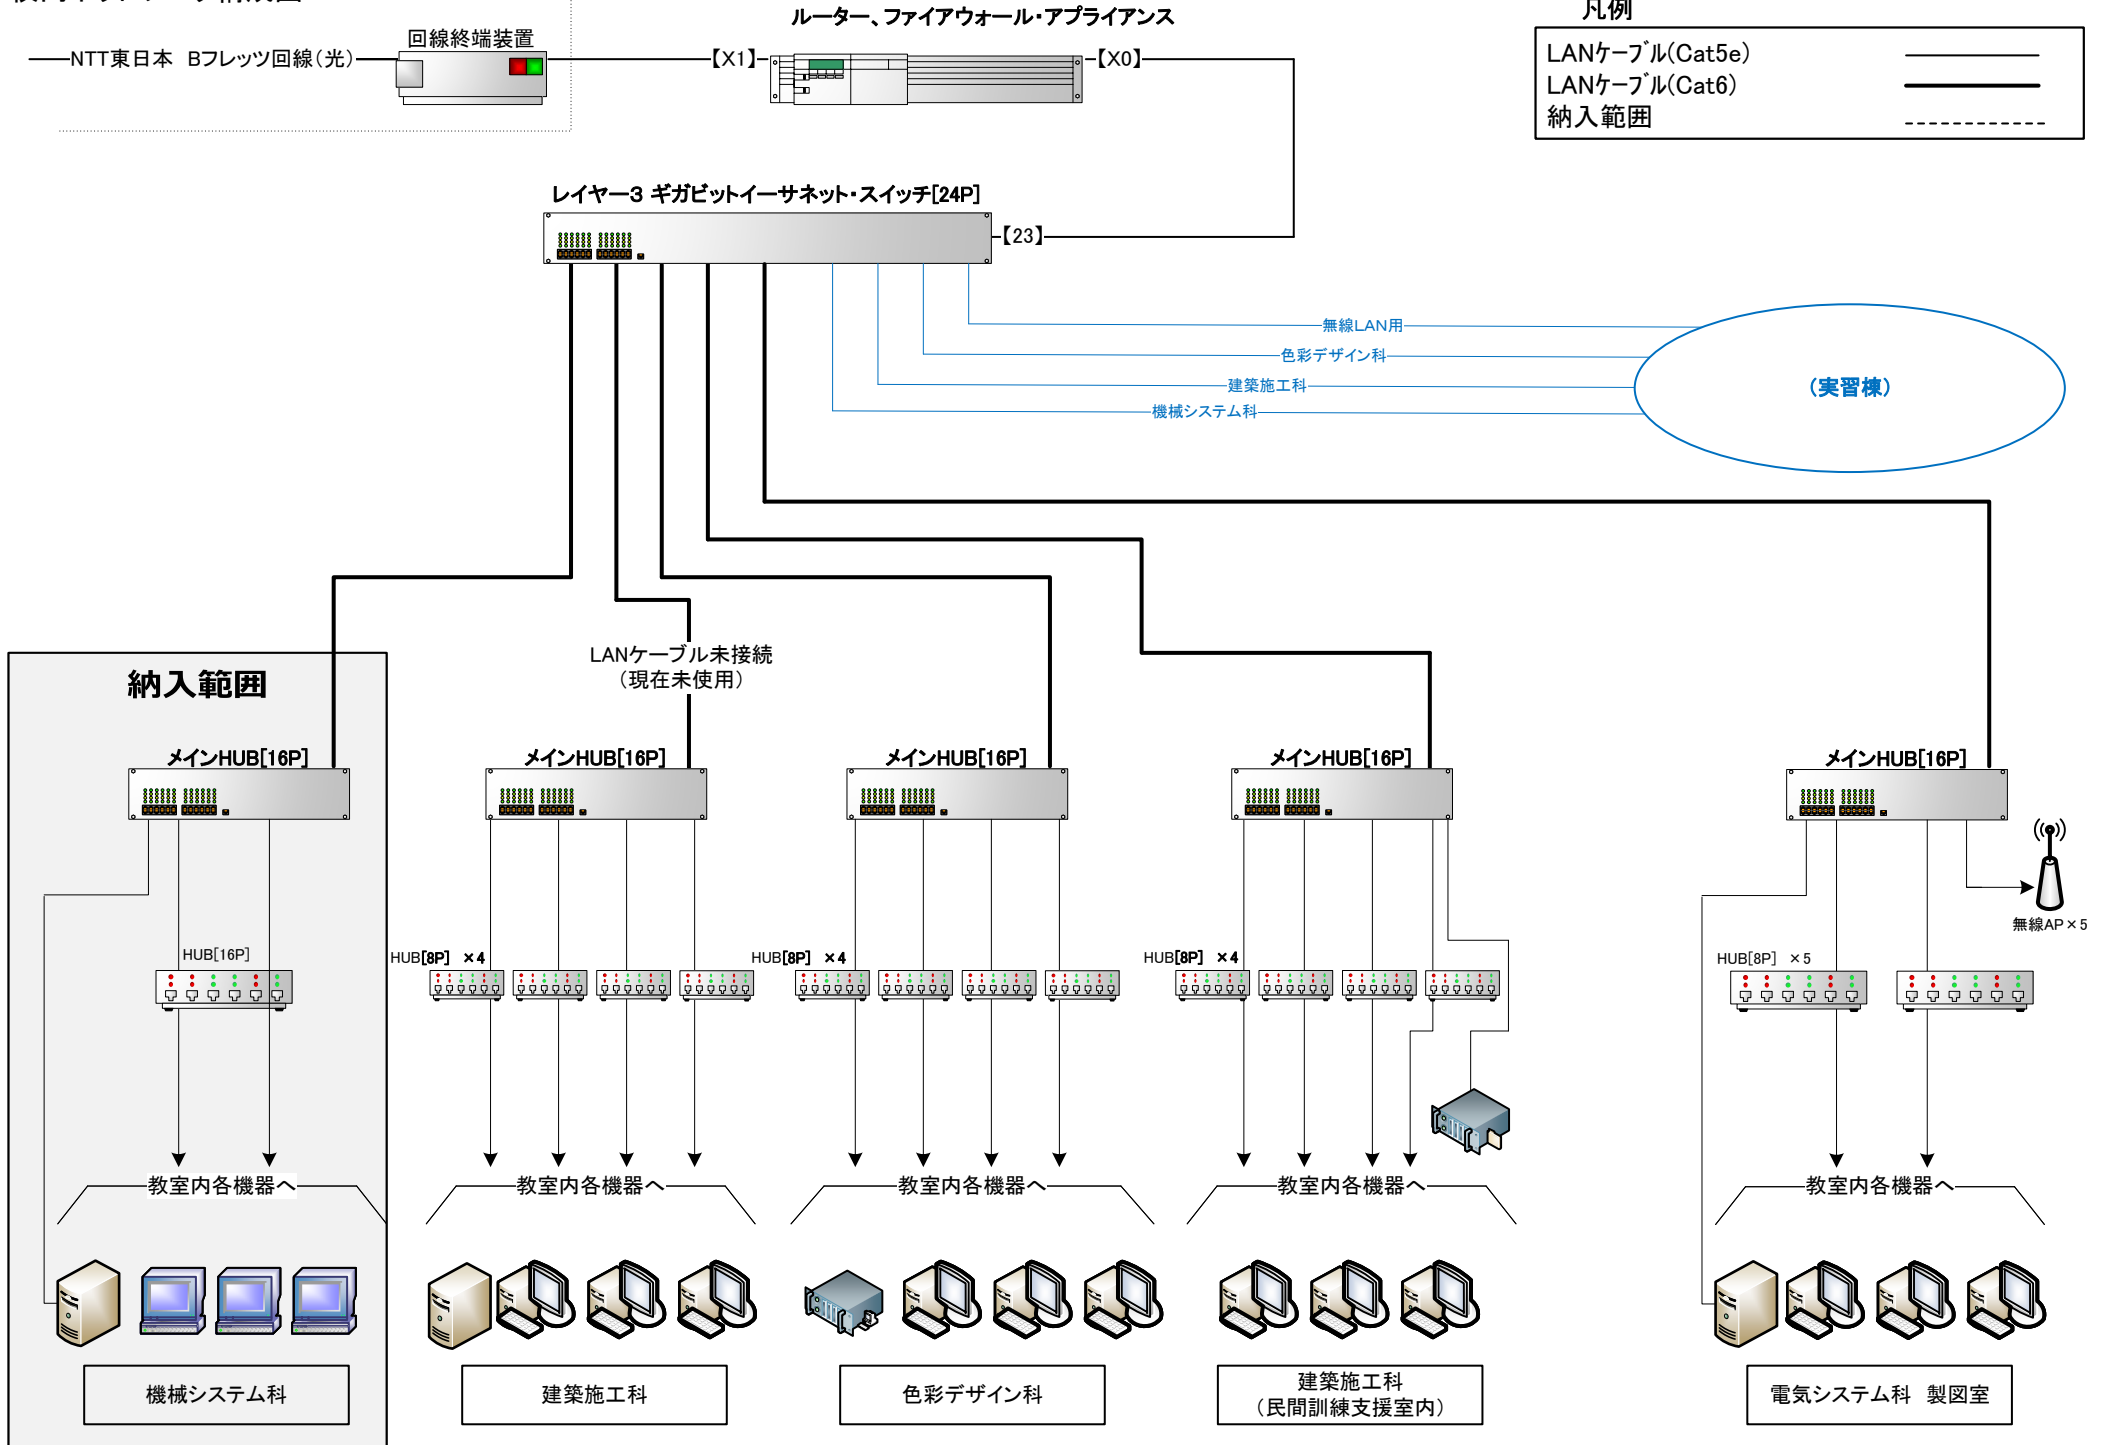 ルーター、ファイアウォール・アプライアンス
凡例
回線終端装置
NTT東日本 Bフレッツ回線(光)
【X1】
【X0】
LANケーブル(Cat5e)
LANケーブル(Cat6)
納入範囲
レイヤー3 ギガビットイーサネット・スイッチ[24P]
【23】
無線LAN用
色彩デザイン科
建築施工科
機械システム科
(実習棟)
LANケーブル未接続
(現在未使用)
納入範囲
メインHUB[16P]
メインHUB[16P]
メインHUB[16P]
メインHUB[16P]
メインHUB[16P]
無線AP×5
HUB[16P]
HUB[8P] ×4
HUB[8P] ×4
HUB[8P] ×4
HUB[8P] ×5
教室内各機器へ
教室内各機器へ
教室内各機器へ
教室内各機器へ
教室内各機器へ
機械システム科
建築施工科
色彩デザイン科
建築施工科
(民間訓練支援室内)
電気システム科 製図室